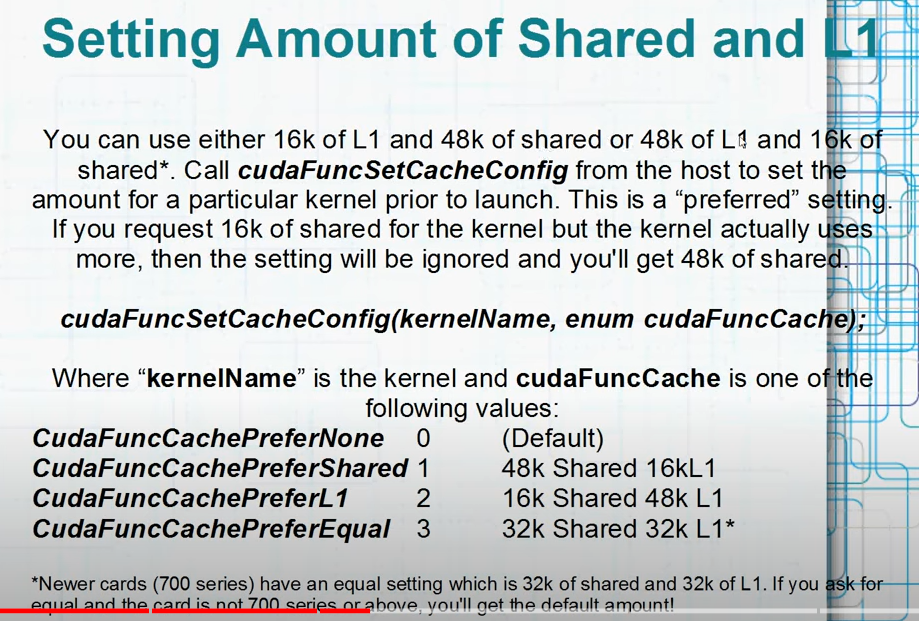 Setting Amount of Shared and L1
You can use either 16k of L1 and 48k of shared or 48k of L1 and 16k of
shared*. Call cudaFuncSetCacheConfig from the host to set the
amount for a particular kernel prior to launch. This is a “preferred” setting.
If you request 16k of shared for the kernel but the kernel actually uses
more, then the setting will be ignored and you'll get 48k of shared.
cudaFuncSetCacheConfig(kernelName, enum cudaFuncCache);
Where “kernelName” is the kernel and cudaFuncCache is one of the
following values:
CudaFuncCachePreferNone 0 (Default)
CudaFuncCachePreferShared 1 48k Shared 16kL1
CudaFuncCachePreferL1 2 16k Shared 48k L1
CudaFuncCachePreferEqual 3 32k Shared 32k L1*
*Newer cards (700 series) have an equal setting which is 32k of shared and 32k of L1. If you ask for
equal and the card is not 700 series or above, you'll get the default amount!